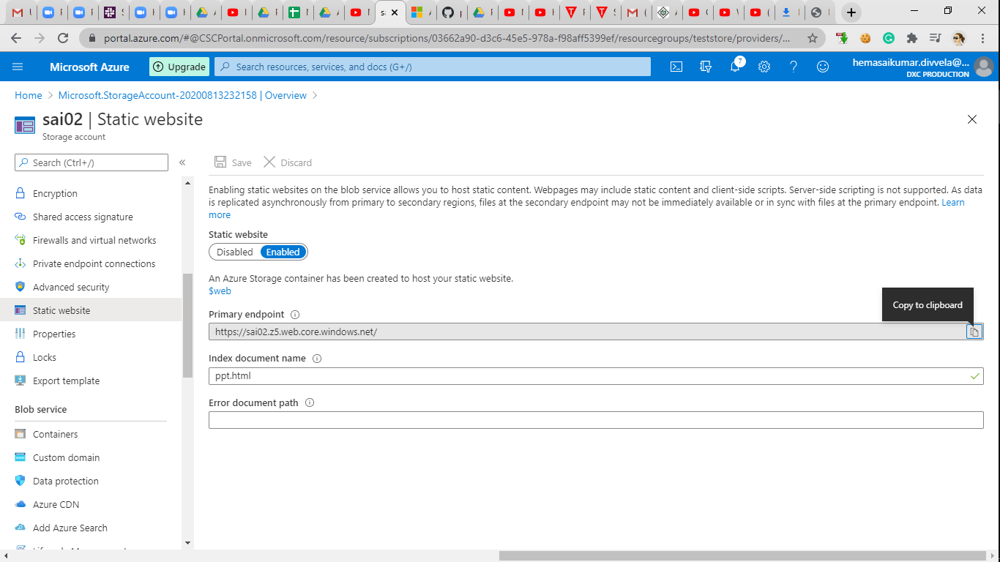 portal.azure.com/#@CSCPortal.onmicrosoft.com/resource/subscriptions/03662a90-d3c6-45e5-978a-f98aff5399ef/resourcegroups/teststore/providers/...
Microsoft Azure
Upgrade
Search resources, services, and docs (G+/)
7
hemasaikumar.divvela@...
DXC PRODUCTION
Home > Microsoft.StorageAccount-20200813232158 | Overview >
sai02 | Static website
Storage account
Search (Ctrl+/)
«
Save
Discard
Encryption
Shared access signature
Firewalls and virtual networks
Private endpoint connections
Advanced security
Static website
Properties
Locks
Export template
Blob service
Containers
Custom domain
Data protection
Azure CDN
Add Azure Search
Enabling static websites on the blob service allows you to host static content. Webpages may include static content and client-side scripts. Server-side scripting is not supported. As data
is replicated asynchronously from primary to secondary regions, files at the secondary endpoint may not be immediately available or in sync with files at the primary endpoint. Learn
more
Static website
Disabled Enabled
An Azure Storage container has been created to host your static website.
$web
Copy to clipboard
Primary endpoint
https://sai02.z5.web.core.windows.net/
Index document name
ppt.html
Error document path